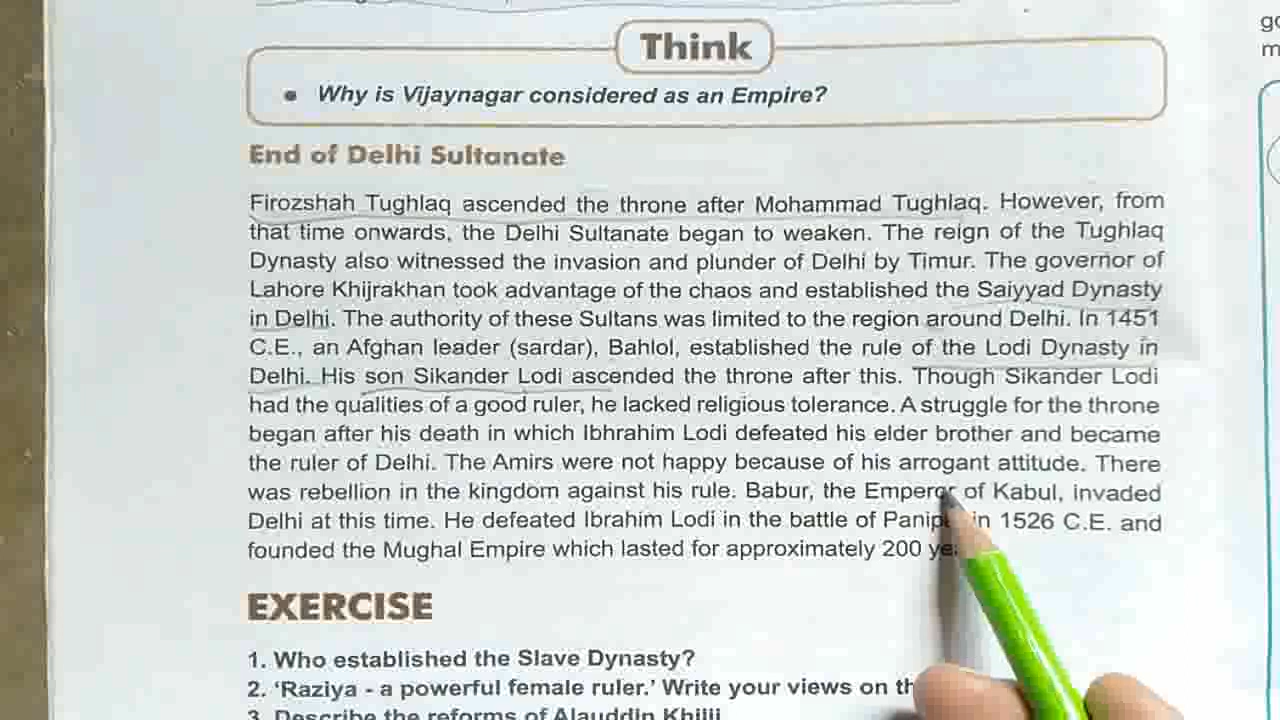 Think
• Why is Vijaynagar considered as an Empire?
End of Delhi Sultanate
Firozshah Tughlaq ascended the throne after Mohammad Tughlaq. However, from
that time onwards, the Delhi Sultanate began to weaken. The reign of the Tughlaq
Dynasty also witnessed the invasion and plunder of Delhi by Timur. The governor of
Lahore Khijrakhan took advantage of the chaos and established the Saiyyad Dynasty
in Delhi. The authority of these Sultans was limited to the region around Delhi. In 1451
C.E., an Afghan leader (sardar), Bahlol, established the rule of the Lodi Dynasty in
Delhi. His son Sikander Lodi ascended the throne after this. Though Sikander Lodi
had the qualities of a good ruler, he lacked religious tolerance. A struggle for the throne
began after his death in which Ibhrahim Lodi defeated his elder brother and became
the ruler of Delhi. The Amirs were not happy because of his arrogant attitude. There
was rebellion in the kingdom against his rule. Babur, the Emperor of Kabul, invaded
Delhi at this time. He defeated Ibrahim Lodi in the battle of in 1526 C.E. and
founded the Mughal Empire which lasted for approximately 200
EXERCISE
1. Who established the Slave Dynasty?
2. ‘Raziya - a powerful female ruler.’ Write your views on
3. Describe the reforms of Alauddin Khilji